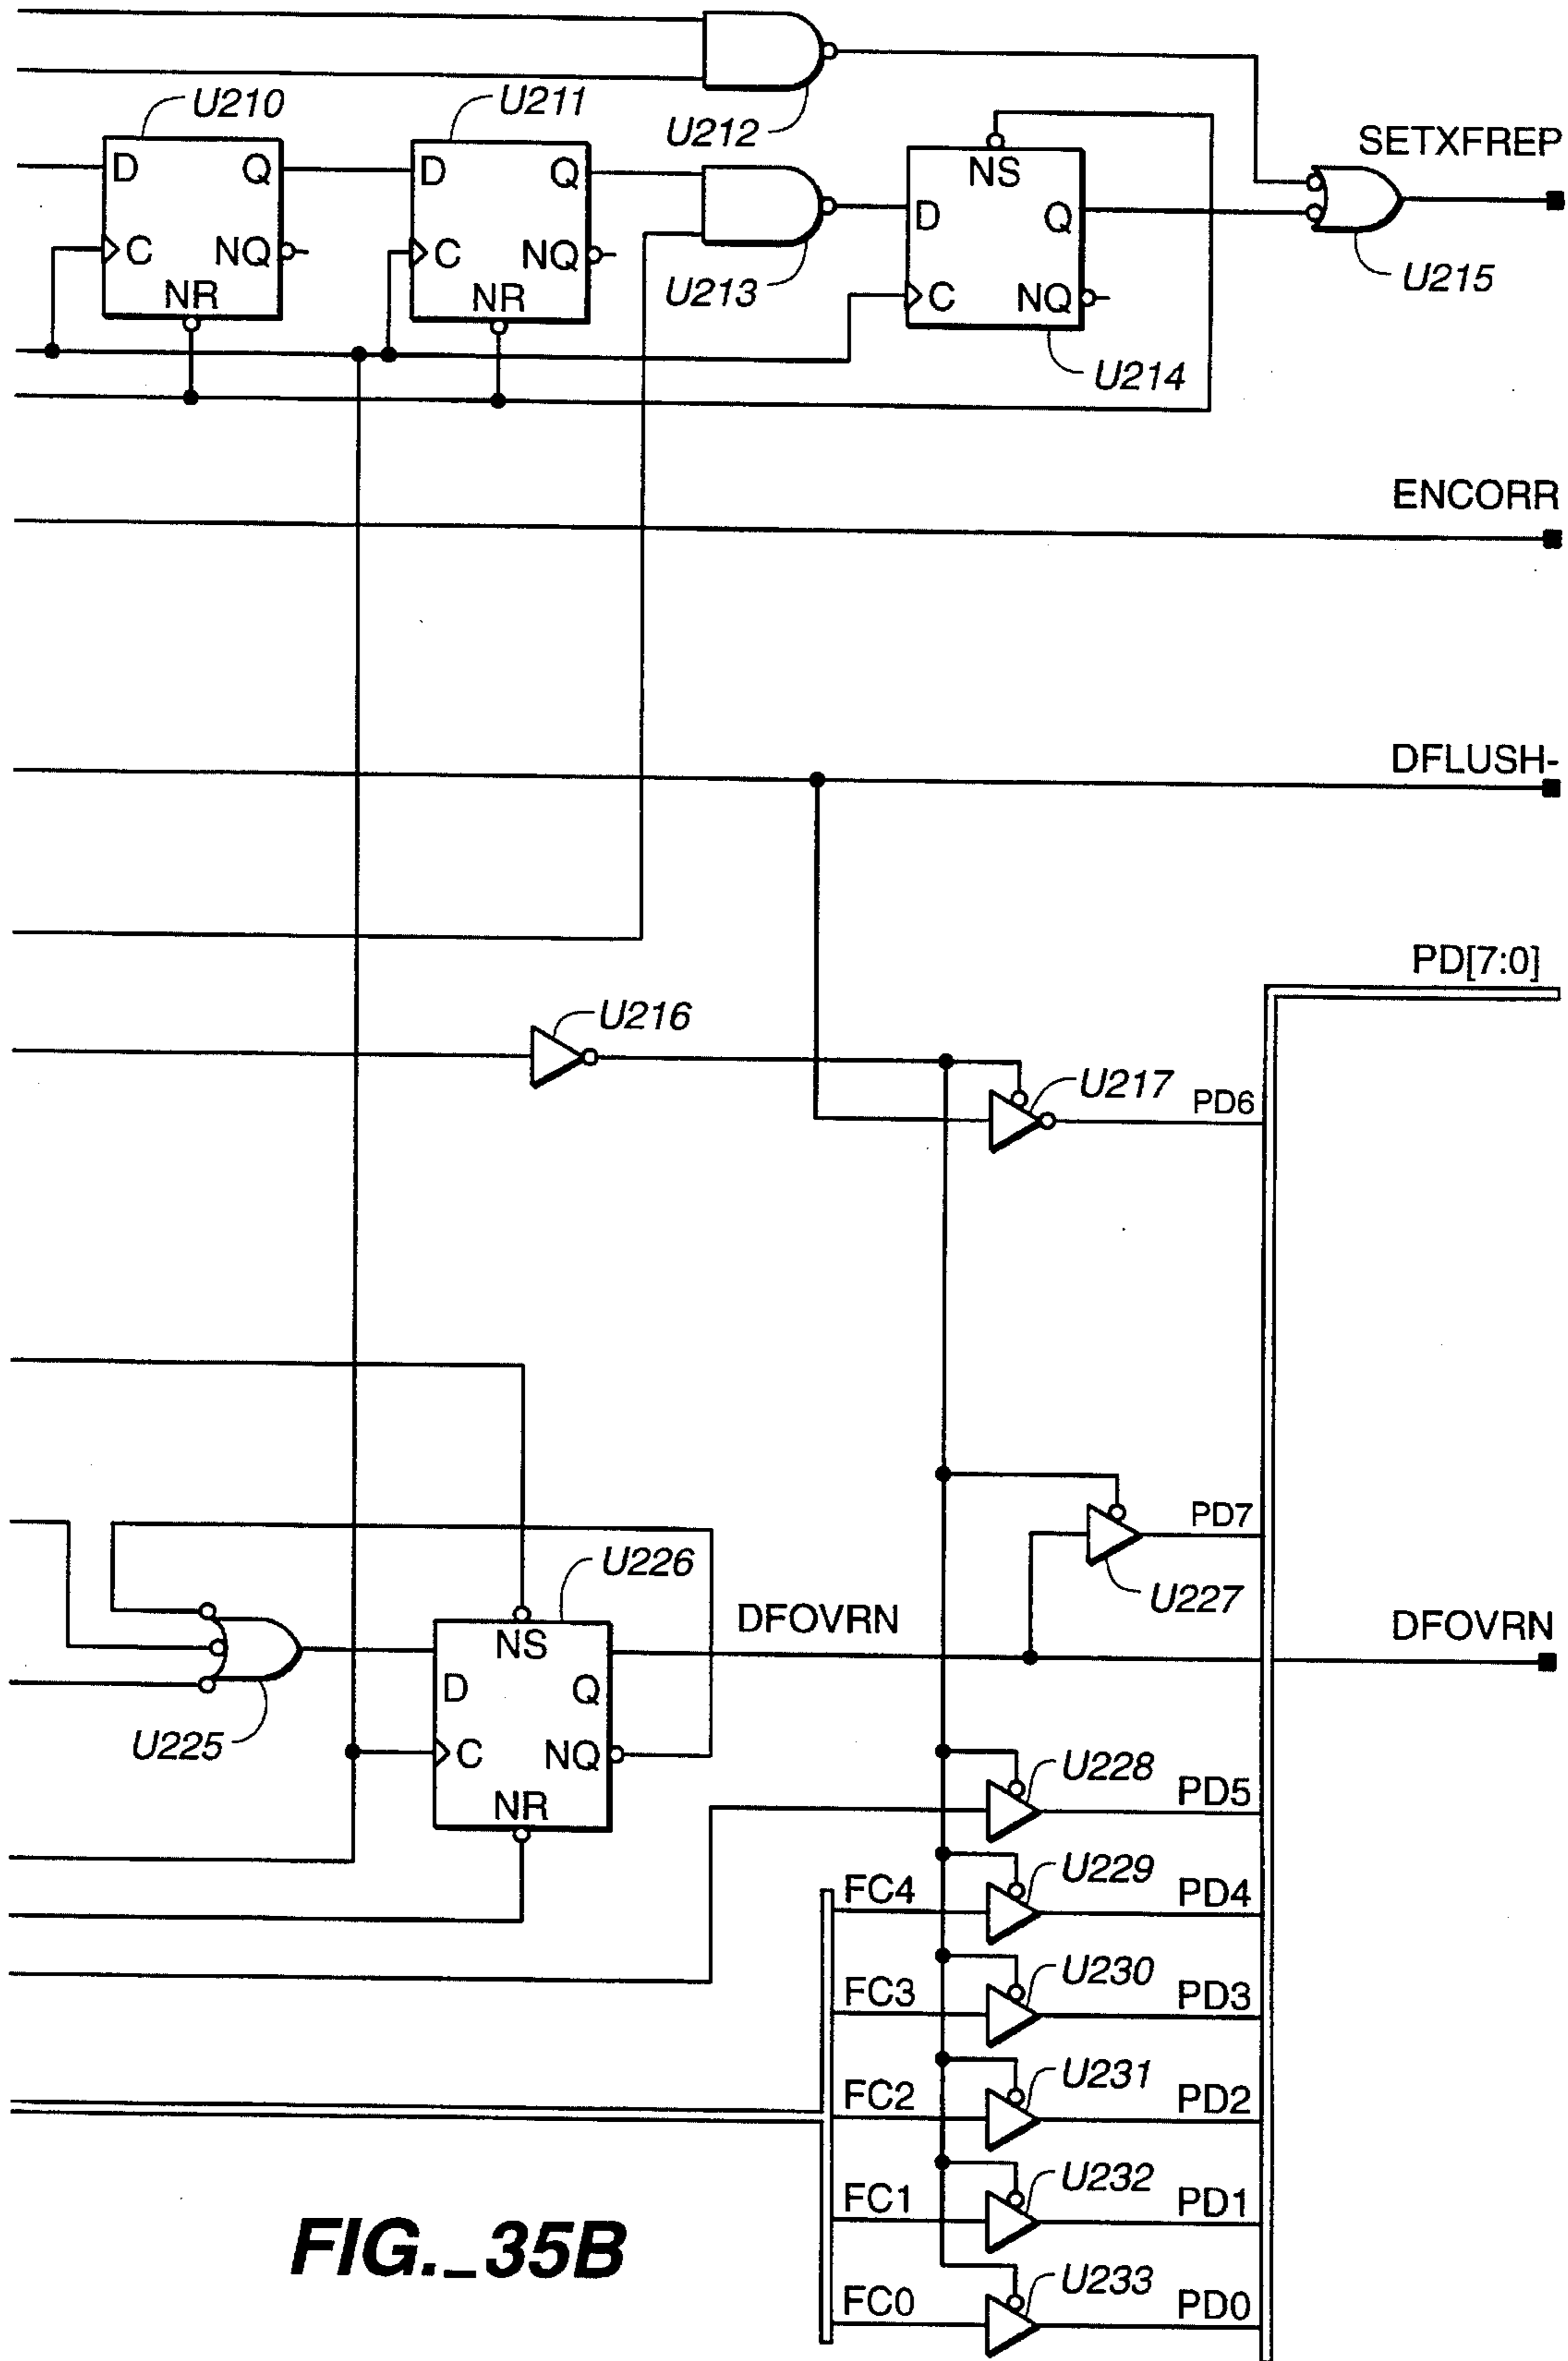 U210
U211
U212
SETXFREP
D Q
C NQ
NR
D Q
C NQ
NR
U213
NS
D Q
C NQ
U214
U215
ENCORR
DFLUSH-
PD[7:0]
U216
U217
PD6
PD7
U227
U226
DFOVRN
DFOVRN
NS
D Q
C NQ
NR
U225
U228
PD5
FC4
U229
PD4
FC3
U230
PD3
FC2
U231
PD2
FC1
U232
PD1
FC0
U233
PD0
FIG._35B